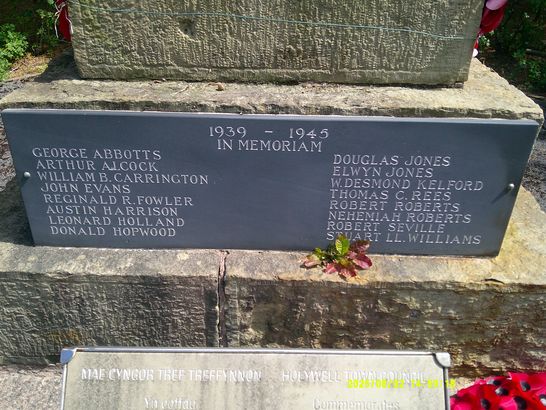 1939 - 1945
IN MEMORIAM
GEORGE ABBOTTS
ARTHUR ALCOCK
WILLIAM B. CARRINGTON
JOHN EVANS
REGINALD R. FOWLER
AUSTIN HARRISON
LEONARD HOLLAND
DONALD HOPWOOD
DOUGLAS JONES
ELWYN JONES
W. DESMOND KELFORD
THOMAS C. REES
ROBERT ROBERTS
NEHEMIAH ROBERTS
ROBERT SEVILLE
STUART LL. WILLIAMS
MAE CYNGOR TREF TREFFYNNON
Yn coffáu
HOLYWELL TOWN COUNCIL
Commemorates